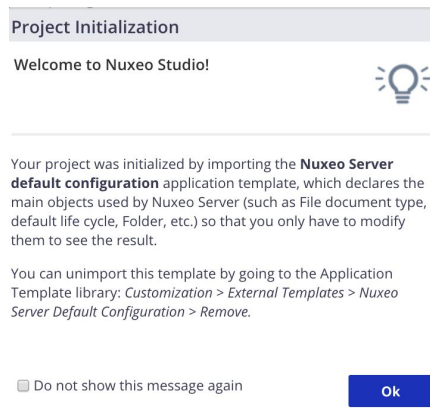 Project Initialization
Welcome to Nuxeo Studio!
Your project was initialized by importing the Nuxeo Server
default configuration application template, which declares the
main objects used by Nuxeo Server (such as File document type,
default life cycle, Folder, etc.) so that you only have to modify
them to see the result.
You can unimport this template by going to the Application
Template library: Customization > External Templates > Nuxeo
Server Default Configuration > Remove.
Do not show this message again
Ok